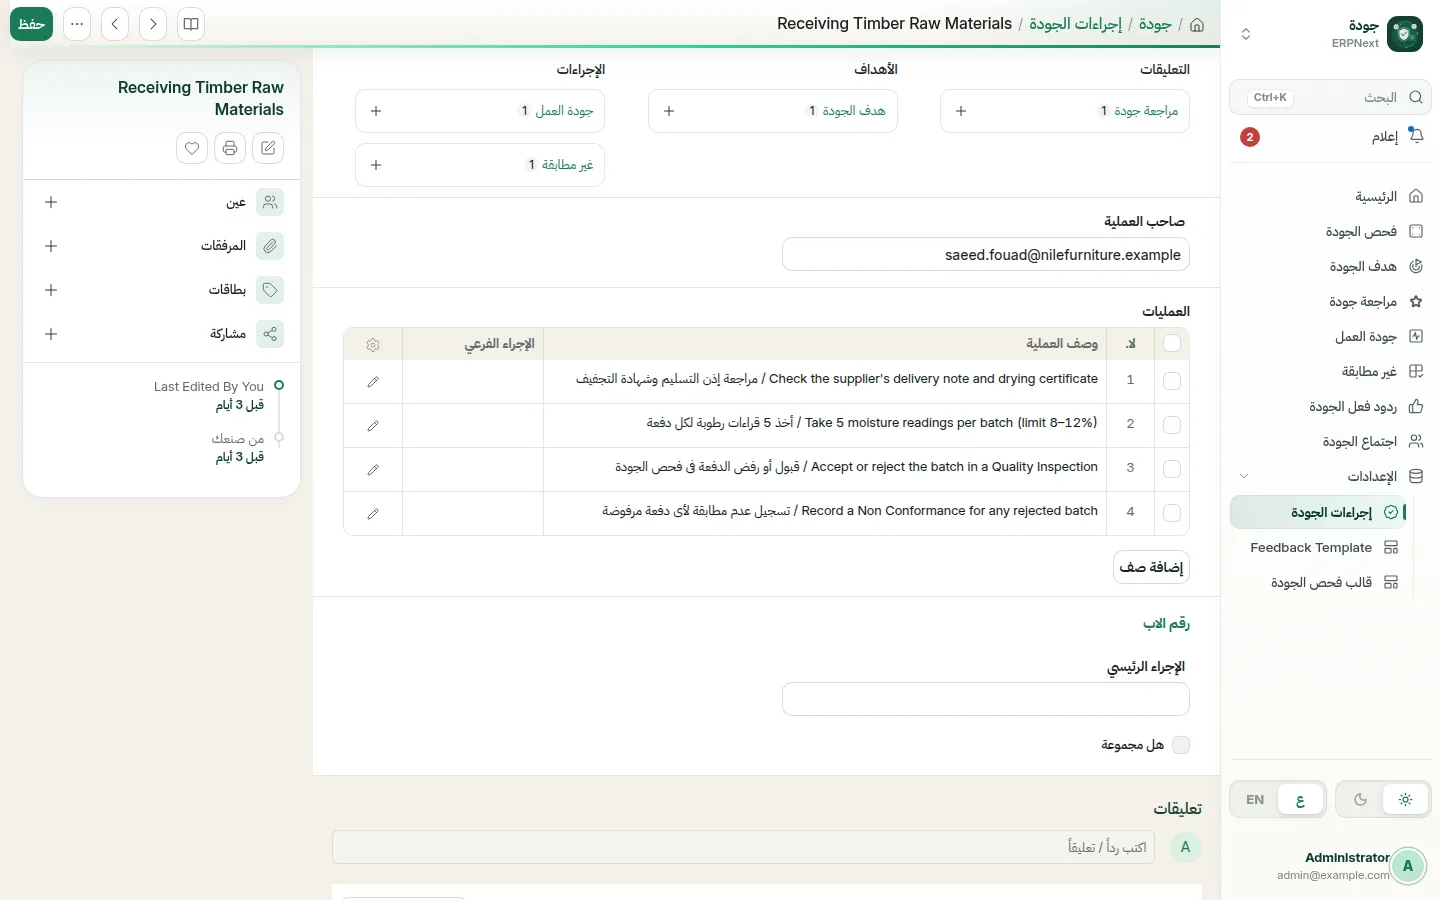 جودة
ERPNext
البحث
Ctrl+K
إعلام
2
الرئيسية
فحص الجودة
هدف الجودة
مراجعة جودة
جودة العمل
غير مطابقة
ردود فعل الجودة
اجتماع الجودة
الإعدادات
إجراءات الجودة
Feedback Template
قالب فحص الجودة
ع
EN
Administrator
admin@example.com
A
/ جودة / إجراءات الجودة / Receiving Timber Raw Materials
حفظ
التعليقات
الأهداف
الإجراءات
مراجعة جودة 1
هدف الجودة 1
جودة العمل 1
غير مطابقة 1
صاحب العملية
saeed.fouad@nilefurniture.example
العمليات
لا.
وصف العملية
الإجراء الفرعي
1
Check the supplier's delivery note and drying certificate / مراجعة إذن التسليم وشهادة التجفيف
2
Take 5 moisture readings per batch (limit 8–12%) / أخذ 5 قراءات رطوبة لكل دفعة
3
Accept or reject the batch in a Quality Inspection / قبول أو رفض الدفعة في فحص الجودة
4
Record a Non Conformance for any rejected batch / تسجيل عدم مطابقة لأي دفعة مرفوضة
إضافة صف
رقم الاب
الإجراء الرئيسي
هل مجموعة
تعليقات
A
اكتب رداً / تعليقاً
Receiving Timber Raw
Materials
عين
المرفقات
بطاقات
مشاركة
Last Edited By You
قبل 3 أيام
من صنعك
قبل 3 أيام